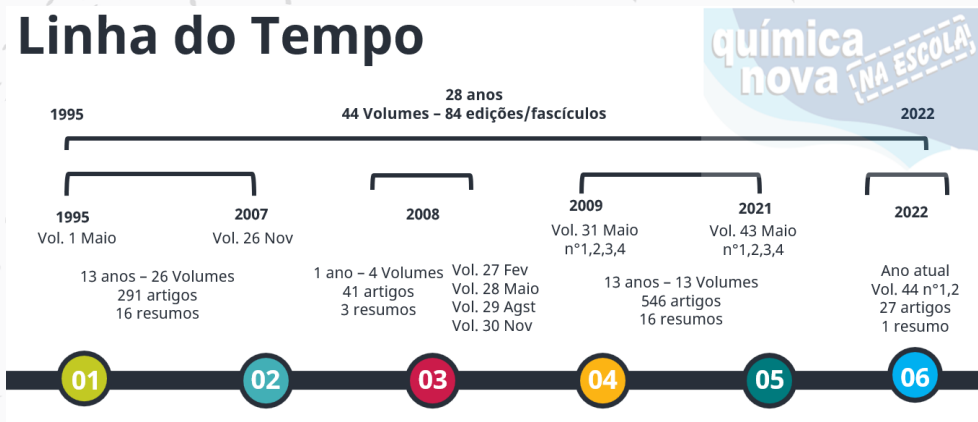 Linha do Tempo
química
nova NA ESCOLA!
28 anos
1995
44 Volumes – 84 edições/fascículos
2022
1995
Vol. 1 Maio
2007
Vol. 26 Nov
13 anos – 26 Volumes
291 artigos
16 resumos
2008
1 ano – 4 Volumes
41 artigos
3 resumos
Vol. 27 Fev
Vol. 28 Maio
Vol. 29 Agst
Vol. 30 Nov
2009
Vol. 31 Maio
n°1,2,3,4
2021
Vol. 43 Maio
n°1,2,3,4
13 anos – 13 Volumes
546 artigos
16 resumos
2022
Ano atual
Vol. 44 n°1,2
27 artigos
1 resumo
01
02
03
04
05
06